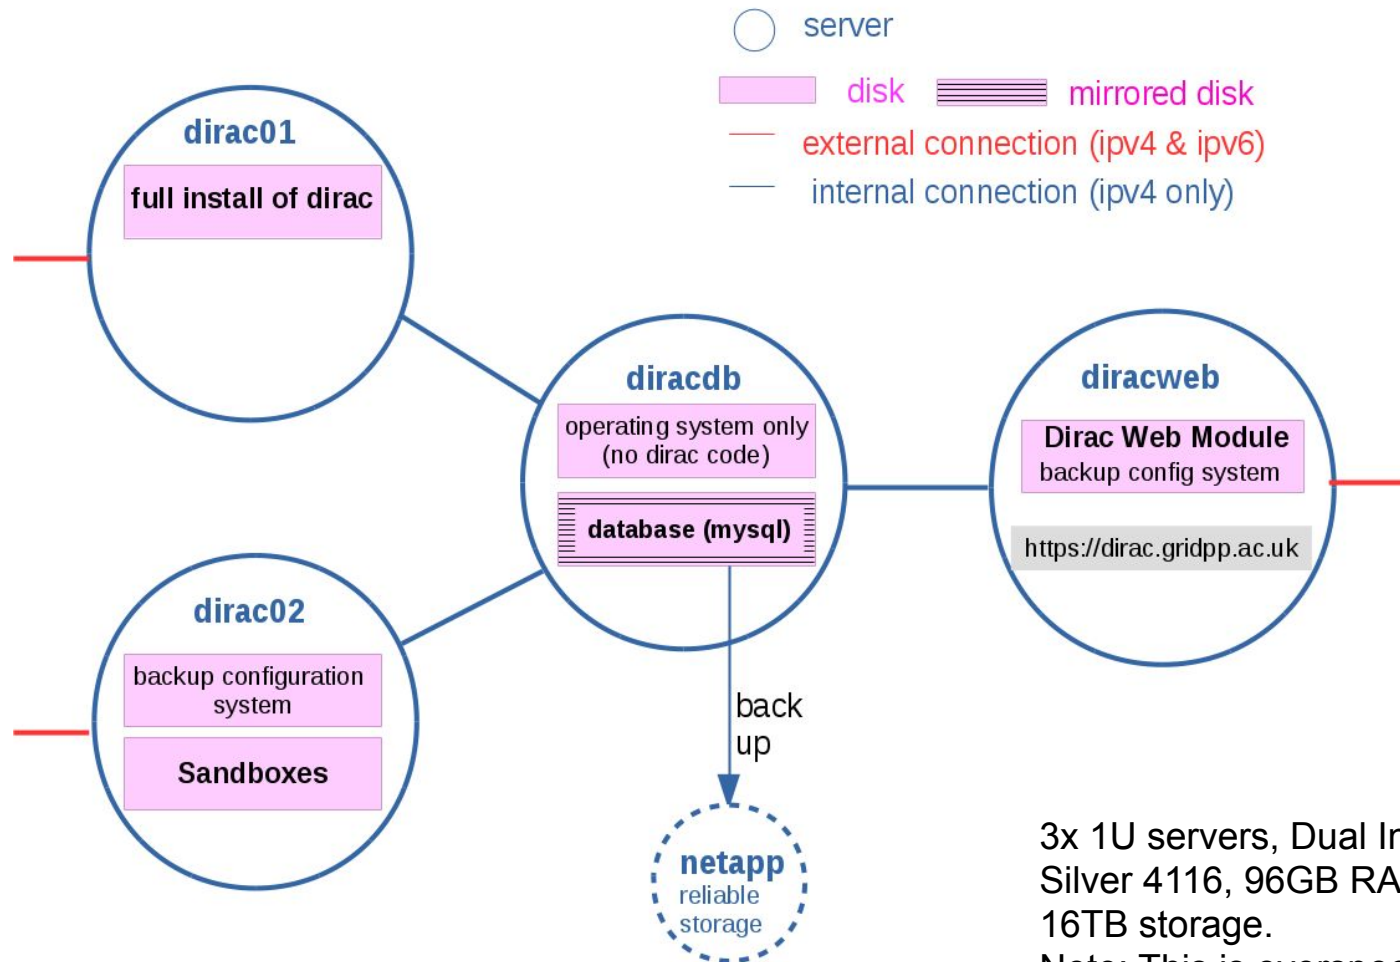 server
disk
mirrored disk
external connection (ipv4 & ipv6)
internal connection (ipv4 only)
dirac01
full install of dirac
diracdb
operating system only
(no dirac code)
database (mysql)
diracweb
Dirac Web Module
backup config system
https://dirac.gridpp.ac.uk
dirac02
backup configuration
system
Sandboxes
back
up
netapp
reliable
storage
3x 1U servers, Dual
Silver 4116, 96GB
16TB storage.
Note: This is